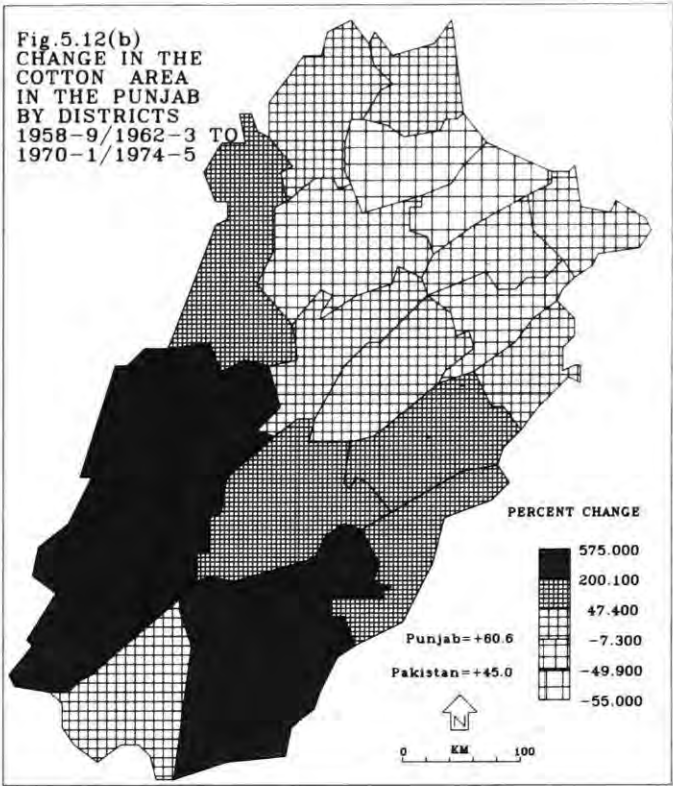 Fig.5.12(b)
CHANGE IN THE
COTTON AREA
IN THE PUNJAB
BY DISTRICTS
1958-9/1962-3 TO
1970-1/1974-5
PERCENT CHANGE
575.000
200.100
47.400
-7.300
-49.900
-55.000
Punjab=+60.6
Pakistan=+45.0
N
KM
0 100